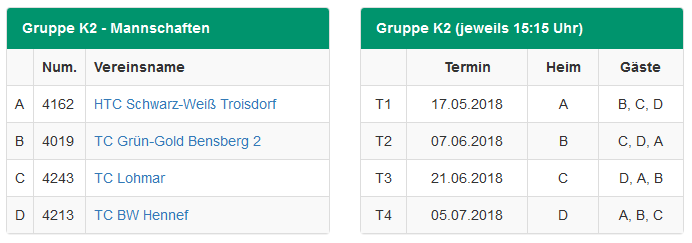 Gruppe K2 - Mannschaften
Num. Vereinsname
A 4162 HTC Schwarz-Weiß Troisdorf
B 4019 TC Grün-Gold Bensberg 2
C 4243 TC Lohmar
D 4213 TC BW Hennef
Gruppe K2 (jeweils 15:15 Uhr)
Termin Heim Gäste
T1 17.05.2018 A B, C, D
T2 07.06.2018 B C, D, A
T3 21.06.2018 C D, A, B
T4 05.07.2018 D A, B, C